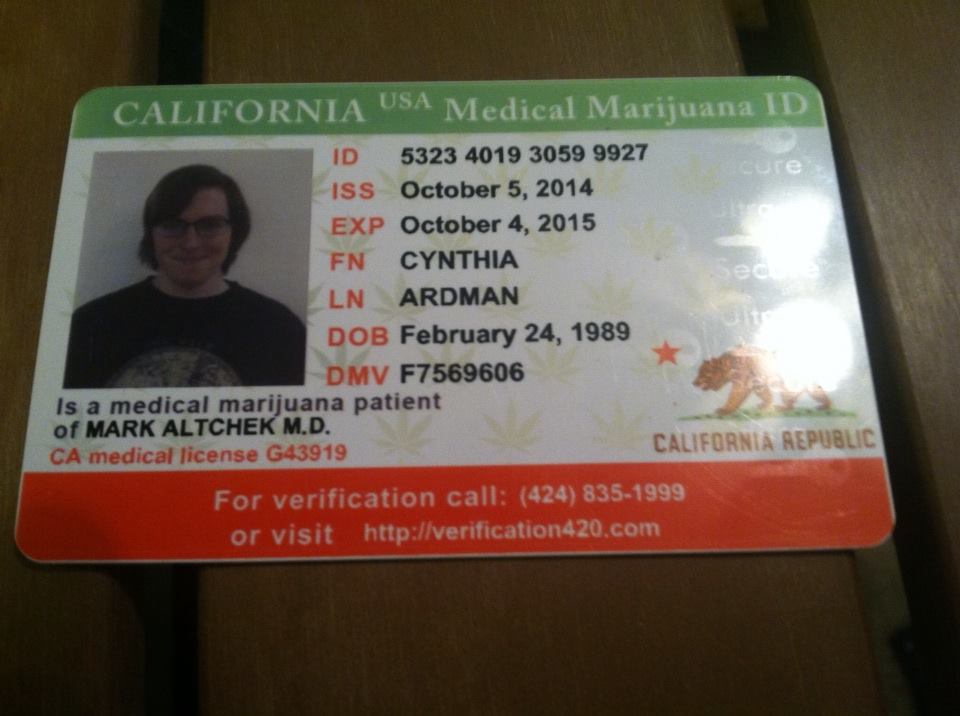 CALIFORNIA USA Medical Marijuana ID
ID 5323 4019 3059 9927
ISS October 5, 2014
EXP October 4, 2015
FN CYNTHIA
LN ARDMAN
DOB February 24, 1989
DMV F7569606
Secure
Is a medical marijuana patient
of MARK ALTCHEK M.D.
CA medical license G43919
CALIFORNIA REPUBLIC
For verification call: (424) 835-1999
or visit http://verification420.com